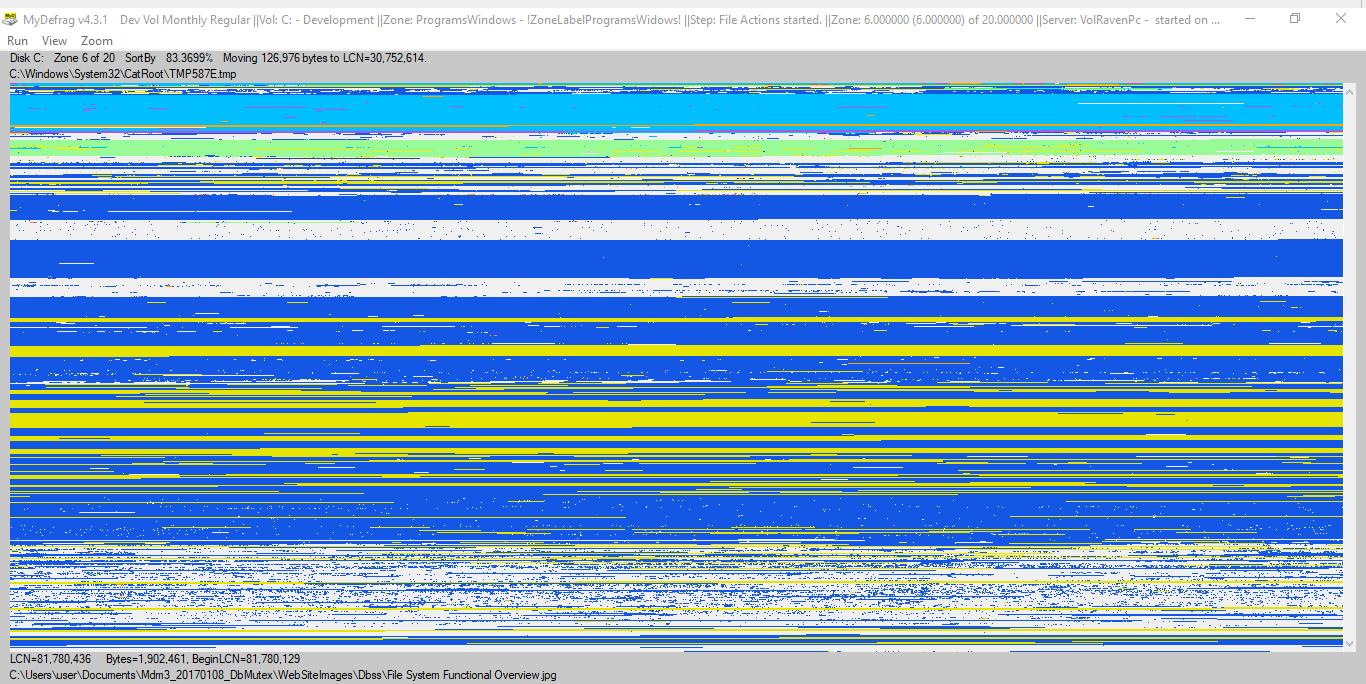 MyDefrag v4.3.1    Dev Vol Monthly Regular ||Vol: C: - Development ||Zone: ProgramsWindows - !ZoneLabelProgramsWidows! ||Step: File Actions started. ||Zone: 6.000000 (6.000000) of 20.000000 ||Server: VolRavenPc -  started on ...
Run View Zoom
Disk C:   Zone 6 of 20   SortBy   83.3699%   Moving 126,976 bytes to LCN=30,752,614.
C:\Windows\System32\CatRoot\TMP587E.tmp
LCN=81,780,436     Bytes=1,902,461, BeginLCN=81,780,129
C:\Users\user\Documents\Mdm3_20170108_DbMutex\WebSiteImages\Dbss\File System Functional Overview.jpg